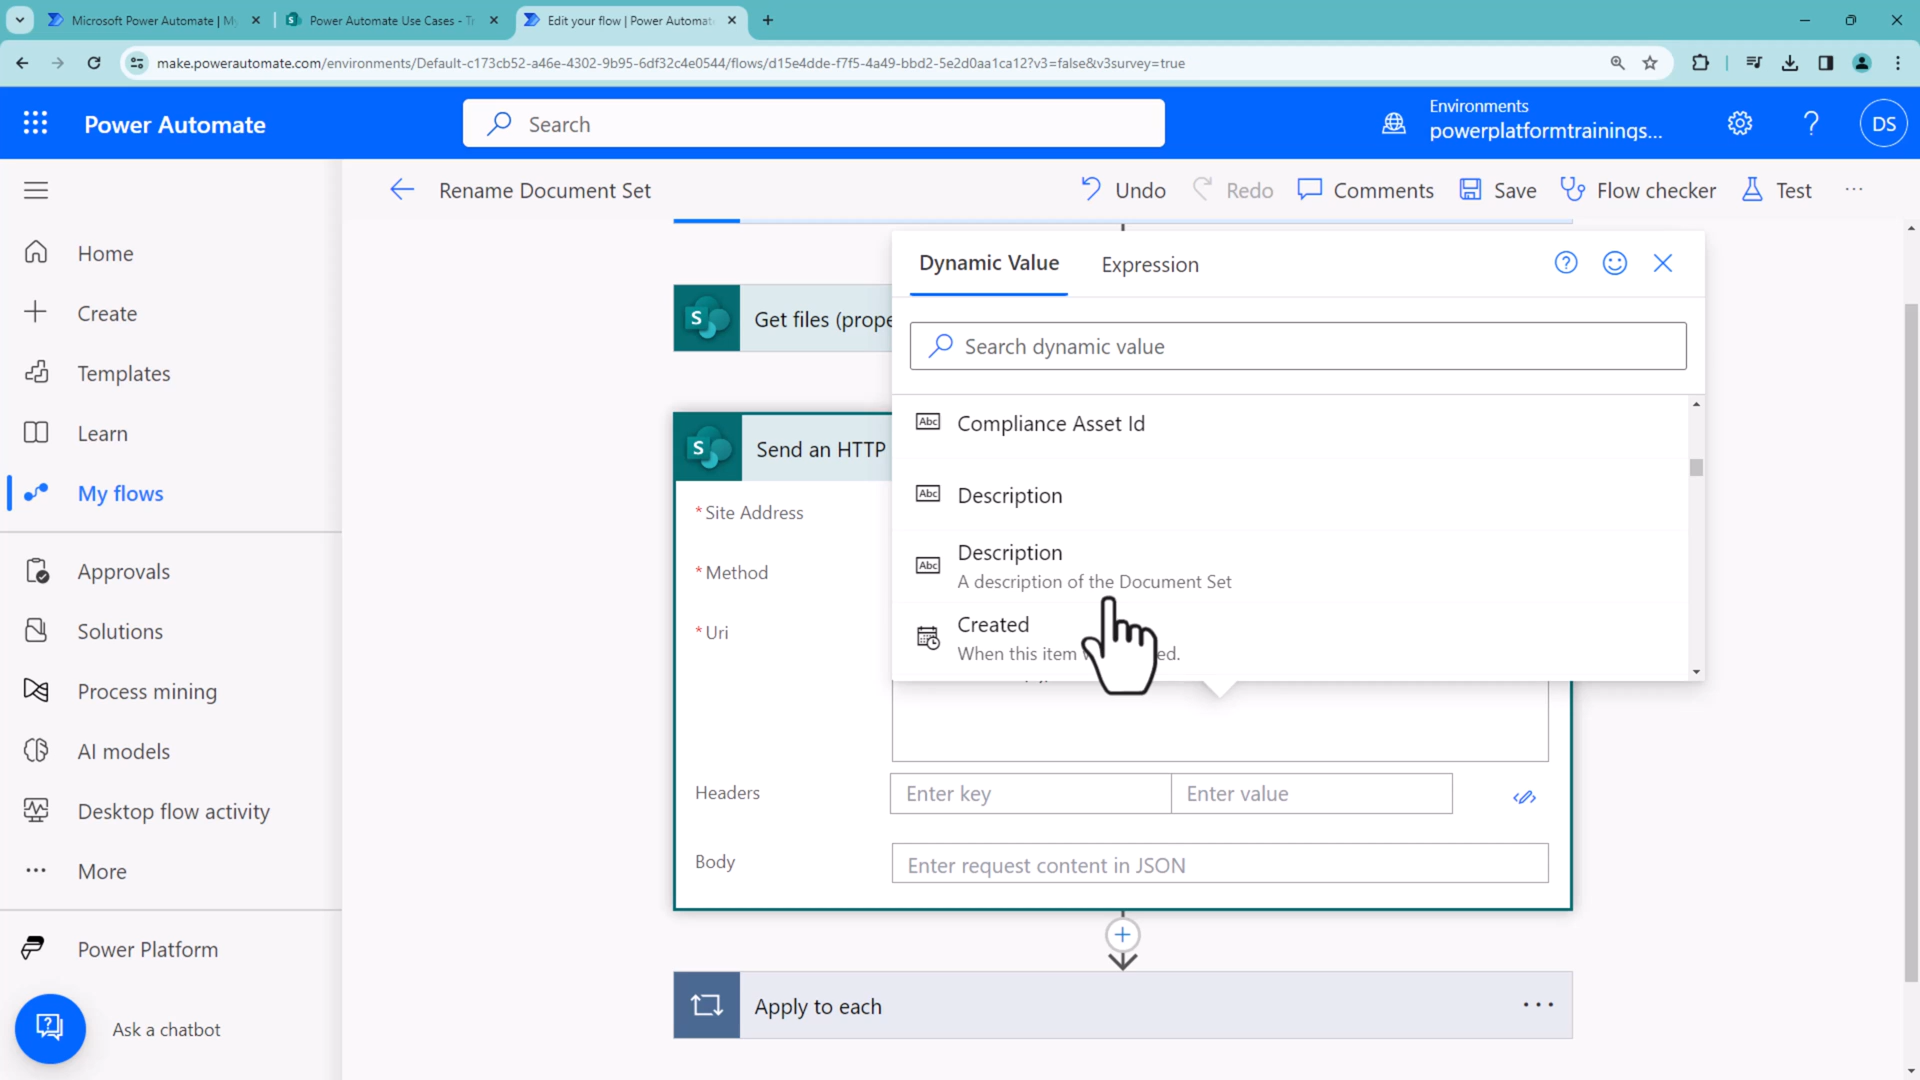 Microsoft Power Automate | M
Power Automate Use Cases - Tr
Edit your flow | Power Automat
make.powerautomate.com/environments/Default-c173cb52-a46e-4302-9b95-6df32c4e0544/flows/d15e4dde-f7f5-4a49-bbd2-5e2d0aa1ca12?v3=false&v3survey=true
Power Automate
Search
Environments
powerplatformtrainings...
DS
Rename Document Set
Undo
Redo
Comments
Save
Flow checker
Test
Home
Create
Templates
Learn
My flows
Approvals
Solutions
Process mining
AI models
Desktop flow activity
More
Power Platform
Ask a chatbot
Get files (prope
Send an HTTP
* Site Address
* Method
* Uri
Headers
Enter key
Enter value
Body
Enter request content in JSON
Apply to each
Dynamic Value
Expression
Search dynamic value
Abc
Compliance Asset Id
Abc
Description
Abc
Description
A description of the Document Set
Created
When this item
ed.